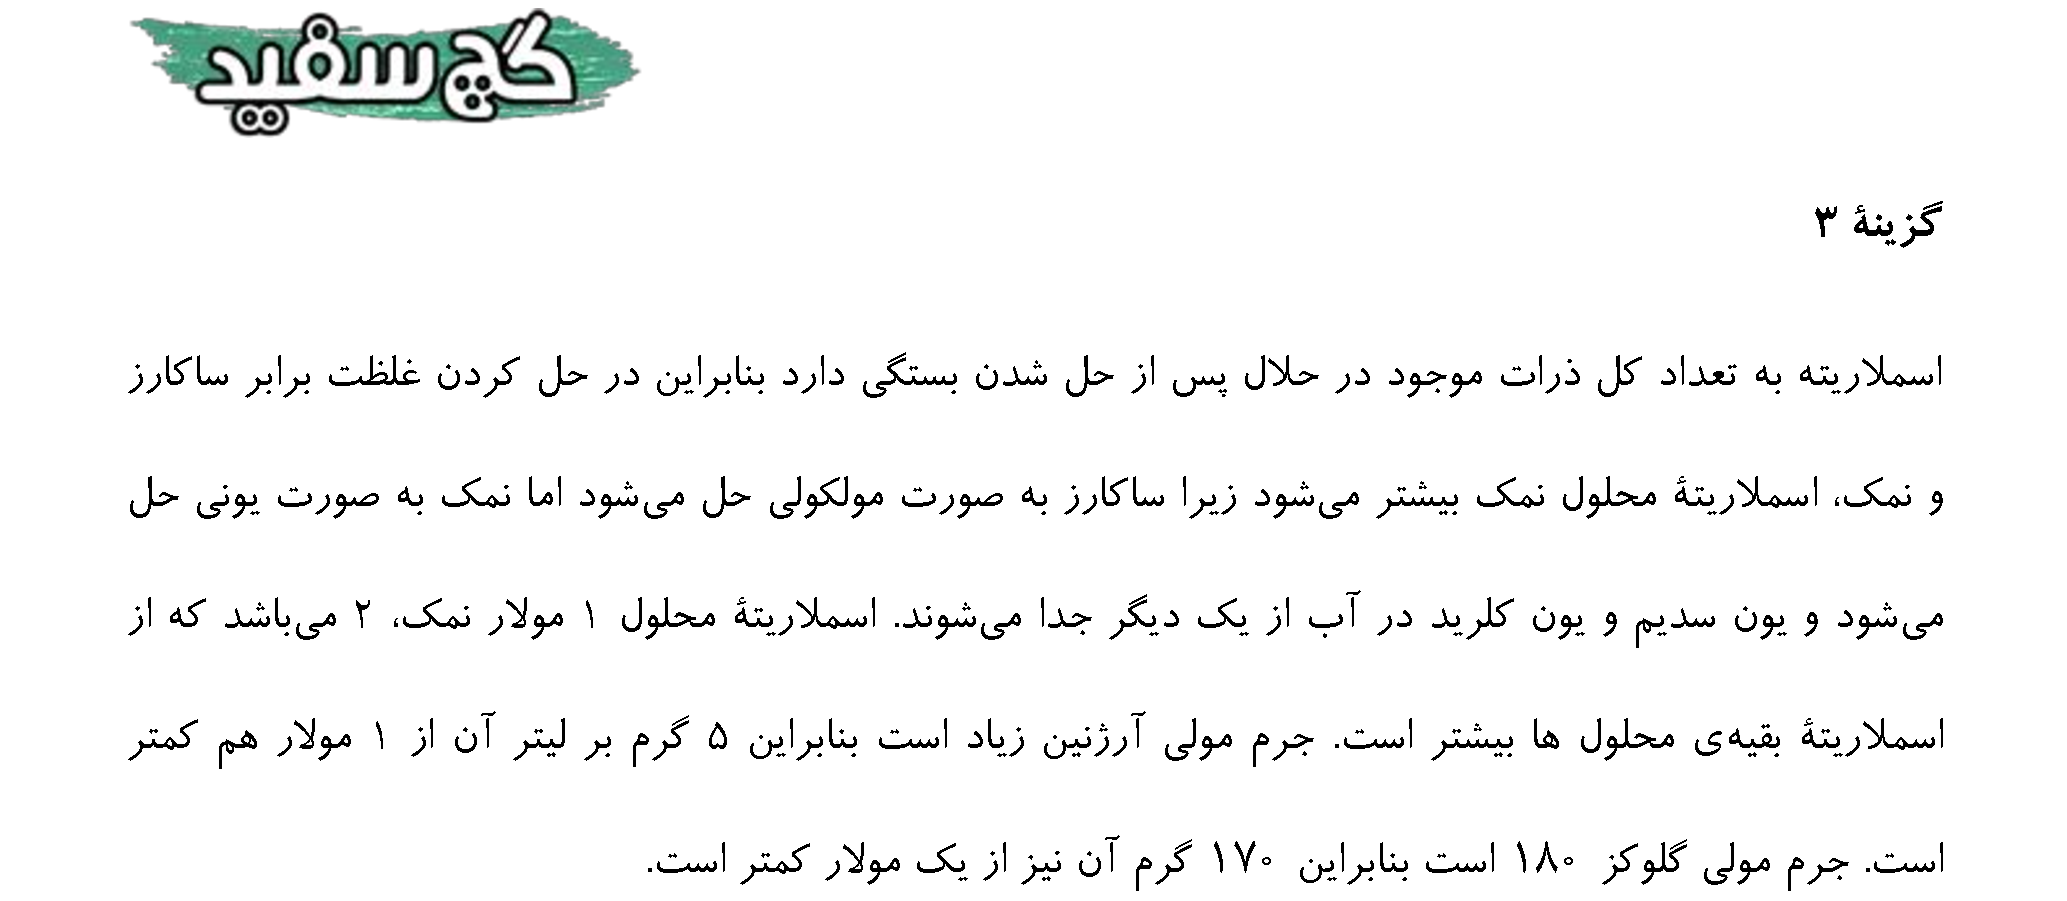 گچ سفید
گزینهٔ ۳
اسملاریته به تعداد کل ذرات موجود در حلال پس از حل شدن بستگی دارد بنابراین در حل کردن غلظت برابر ساکارز
و نمک، اسملاریتهٔ محلول نمک بیشتر می‌شود زیرا ساکارز به صورت مولکولی حل می‌شود اما نمک به صورت یونی حل
می‌شود و یون سدیم و یون کلرید در آب از یک دیگر جدا می‌شوند. اسملاریتهٔ محلول ۱ مولار نمک، ۲ می‌باشد که از
اسملاریتهٔ بقیه‌ی محلول ها بیشتر است. جرم مولی آرژنین زیاد است بنابراین ۵ گرم بر لیتر آن از ۱ مولار هم کمتر
است. جرم مولی گلوکز ۱۸۰ است بنابراین ۱۷۰ گرم آن نیز از یک مولار کمتر است.